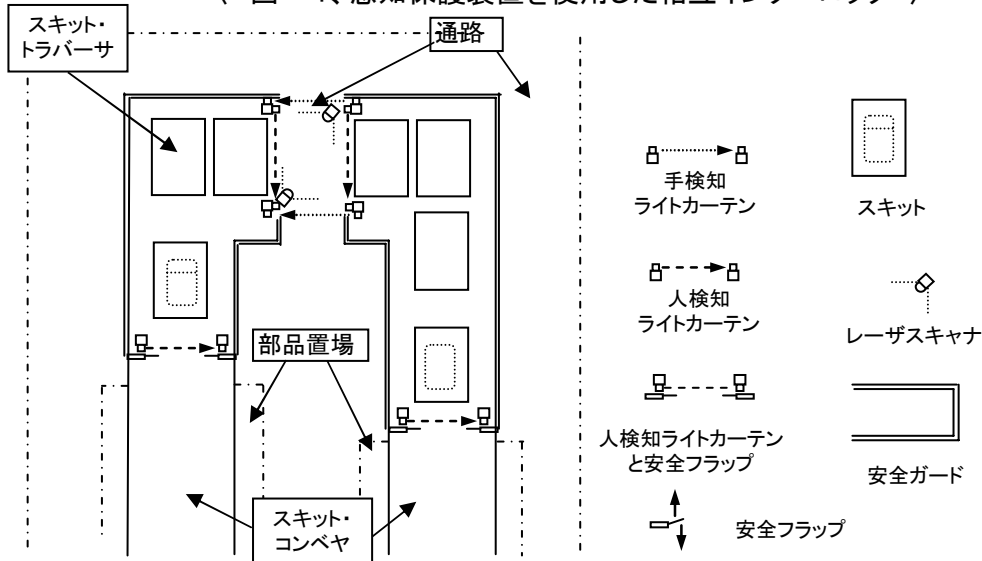 スキット・
トラバーサ
通路
部品置場
スキット・
コンベヤ
手検知
ライトカーテン
スキット
人検知
ライトカーテン
レーザスキャナ
人検知ライトカーテン
と安全フラップ
安全ガード
安全フラップ